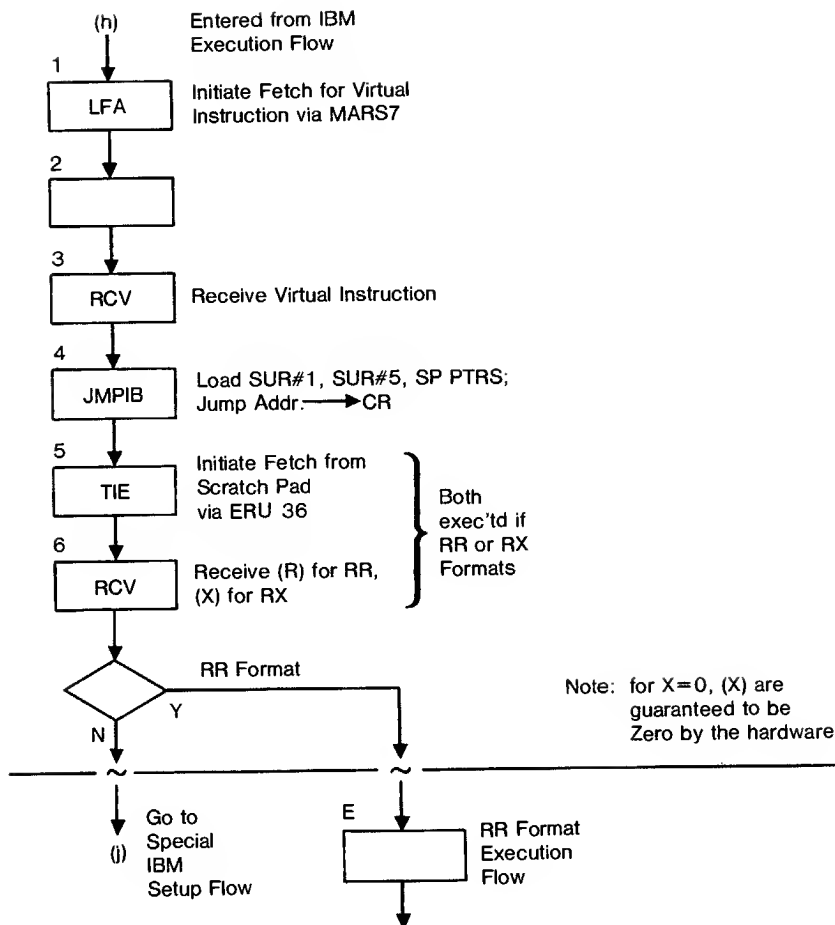 (h)
Entered from IBM
Execution Flow
1
LFA
Initiate Fetch for Virtual
Instruction via MARS7
2
3
RCV
Receive Virtual Instruction
4
JMPIB
Load SUR#1, SUR#5, SP PTRS;
Jump Addr. → CR
5
TIE
Initiate Fetch from
Scratch Pad
via ERU 36
6
RCV
Receive (R) for RR,
(X) for RX
Both
exec'td if
RR or RX
Formats
RR Format
Y
N
Note: for X=0, (X) are
guaranteed to be
Zero by the hardware
~
~
Go to
Special
IBM
Setup Flow
(j)
E
RR Format
Execution
Flow